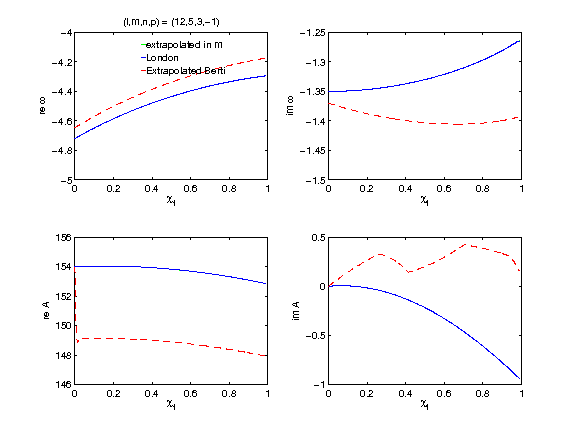 (l,m,n,p) = (12,5,3,−1)
−4
−4.2
−4.4
−4.6
−4.8
−5
re ω
extrapolated in m
London
Extrapolated Berti
0 0.2 0.4 0.6 0.8 1
χf
−1.25
−1.3
−1.35
−1.4
−1.45
−1.5
im ω
0 0.2 0.4 0.6 0.8 1
χf
156
154
152
150
148
146
re A
0 0.2 0.4 0.6 0.8 1
χf
0.5
0
−0.5
−1
im A
0 0.2 0.4 0.6 0.8 1
χf